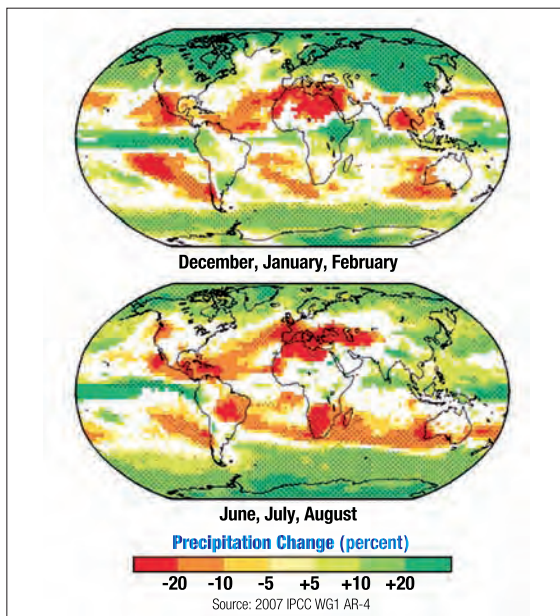 December, January, February
June, July, August
Precipitation Change (percent)
-20 -10 -5 +5 +10 +20
Source: 2007 IPCC WG1 AR-4